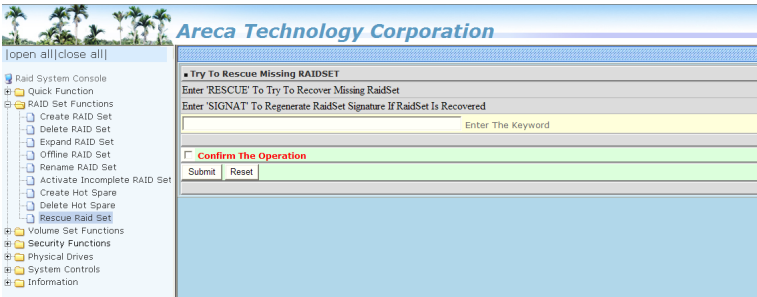 Areca Technology Corporation
|open all|close all|
Raid System Console
Quick Function
RAID Set Functions
Create RAID Set
Delete RAID Set
Expand RAID Set
Offline RAID Set
Rename RAID Set
Activate Incomplete RAID Set
Create Hot Spare
Delete Hot Spare
Rescue Raid Set
Volume Set Functions
Security Functions
Physical Drives
System Controls
Information
Try To Rescue Missing RAIDSET
Enter 'RESCUE' To Try To Recover Missing RaidSet
Enter 'SIGNAT' To Regenerate RaidSet Signature If RaidSet Is Recovered
Enter The Keyword
Confirm The Operation
Submit Reset